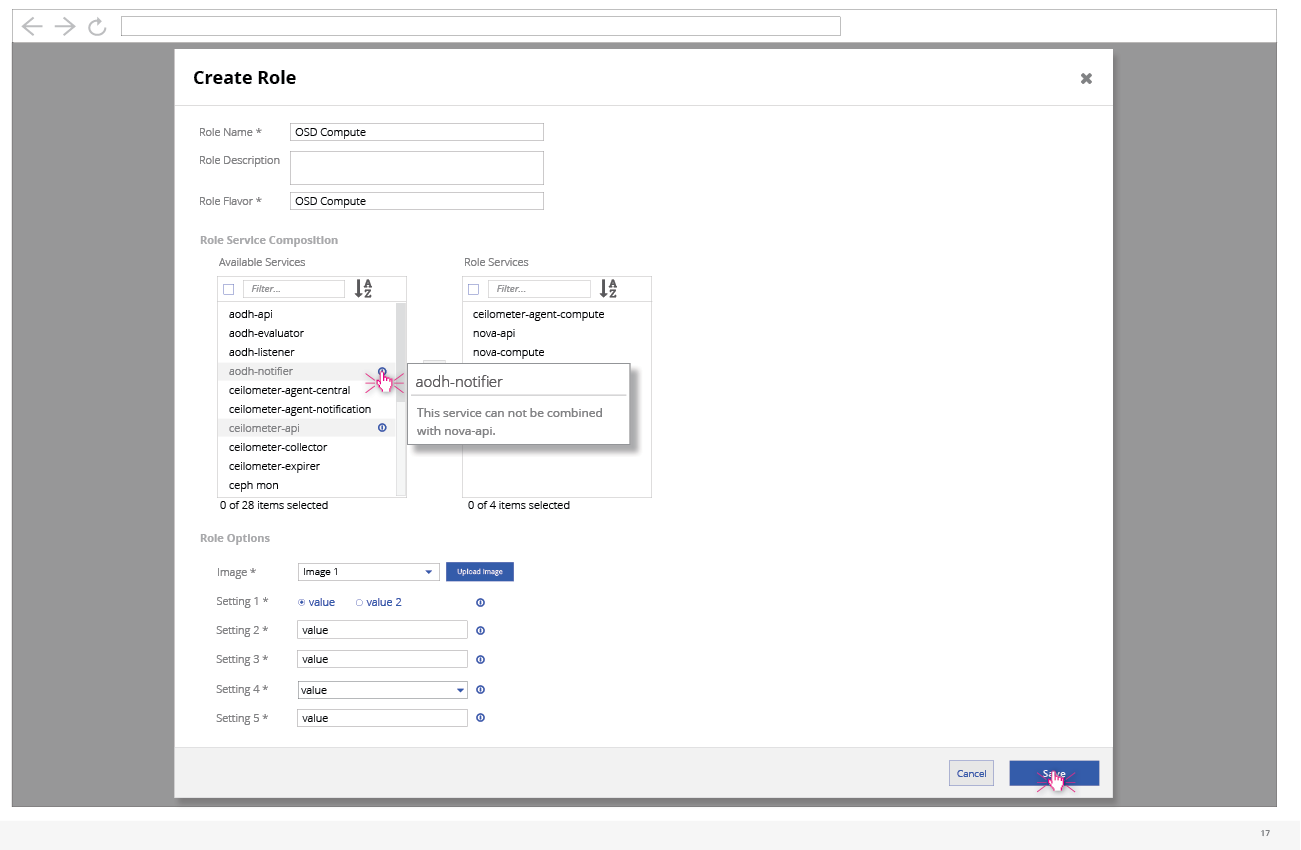 Create Role
Role Name *
OSD Compute
Role Description
Role Flavor *
OSD Compute
Role Service Composition
Available Services
Filter...
A
Z
aodh-api
aodh-evaluator
aodh-listener
aodh-notifier
ceilometer-agent-central
ceilometer-agent-notification
ceilometer-api
ceilometer-collector
ceilometer-expirer
ceph mon
0 of 28 items selected
Role Services
Filter...
A
Z
ceilometer-agent-compute
nova-api
nova-compute
0 of 4 items selected
aodh-notifier
This service can not be combined
with nova-api.
Role Options
Image *
Image 1
Upload Image
Setting 1 *
value
value 2
Setting 2 *
value
Setting 3 *
value
Setting 4 *
value
Setting 5 *
value
Cancel
Save
17